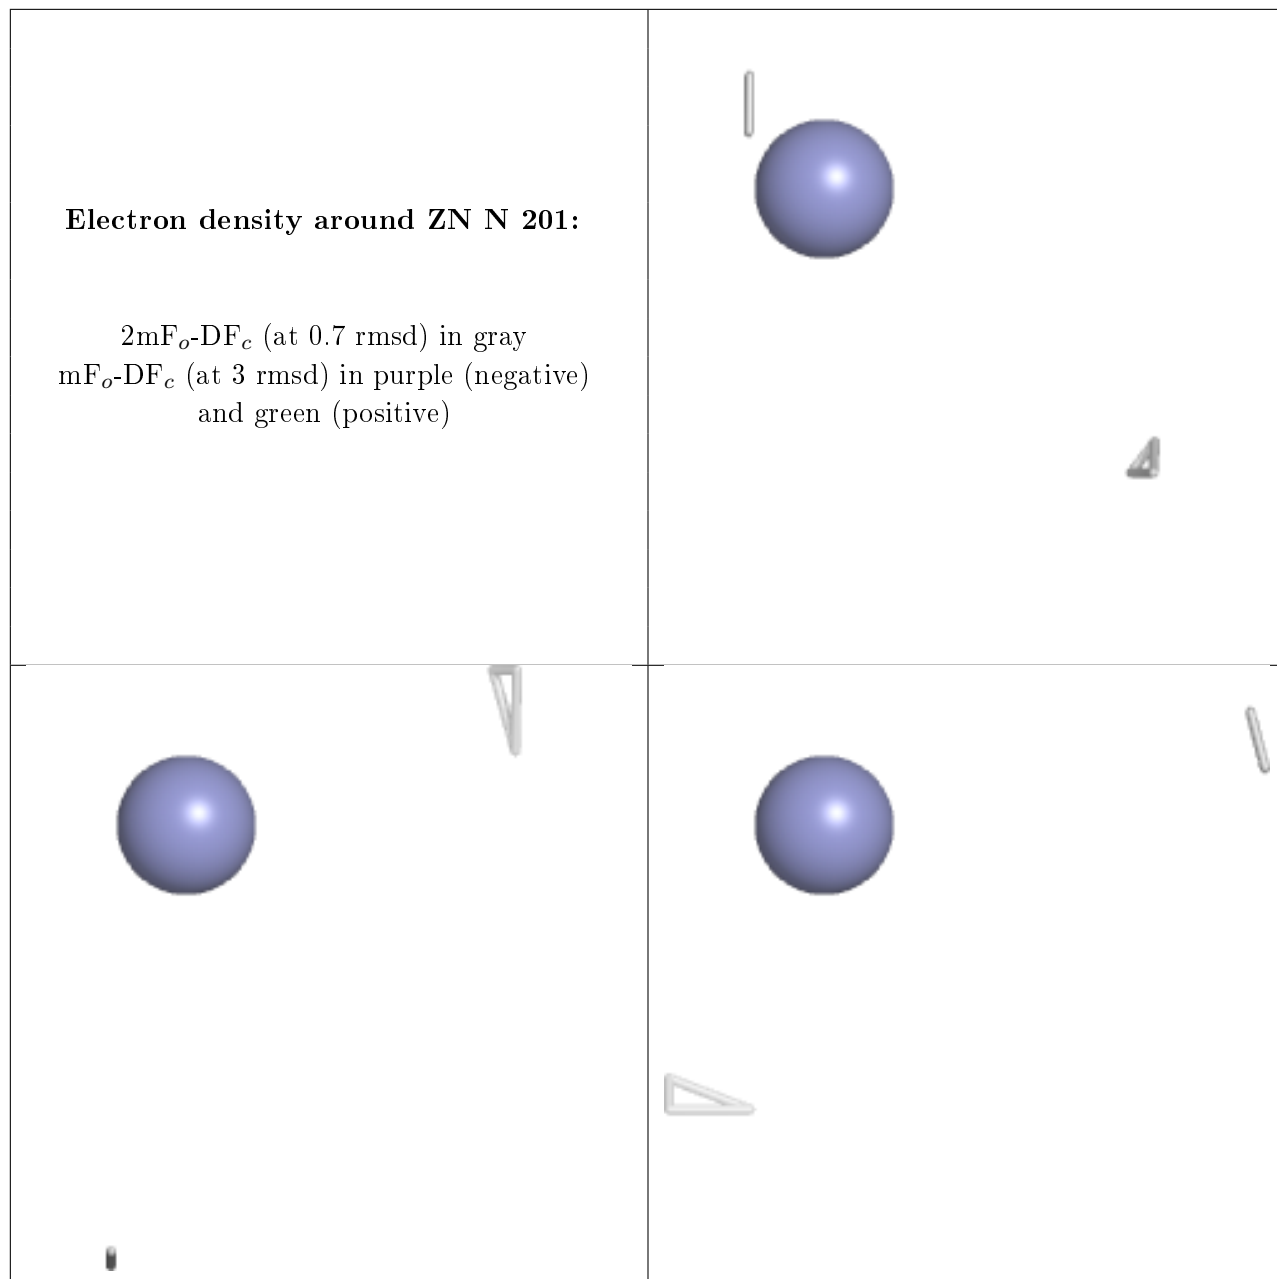 Electron density around ZN N 201:
2mFo-DFc (at 0.7 rmsd) in gray
mFo-DFc (at 3 rmsd) in purple (negative)
and green (positive)